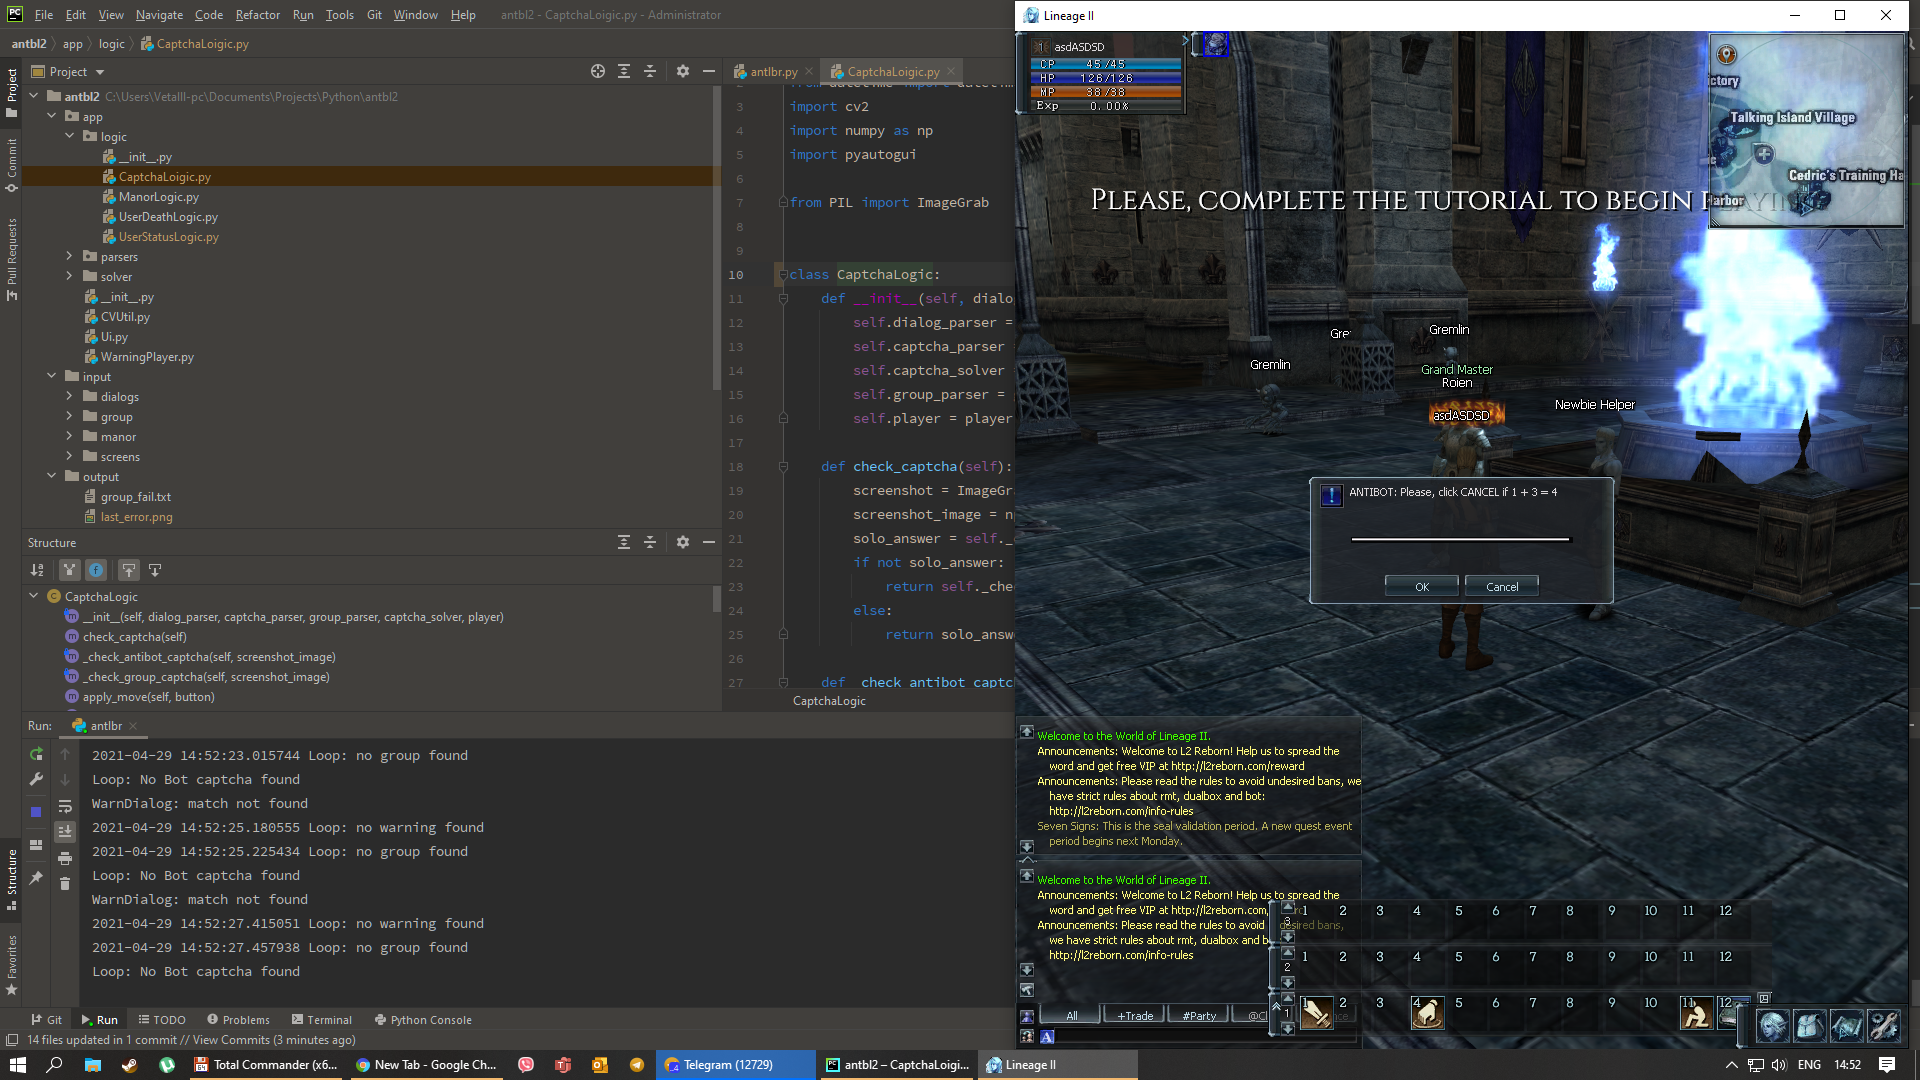 File Edit View Navigate Code Refactor Run Tools Git Window Help antbl2 - CaptchaLoigic.py - Administrator
antbl2 app logic CaptchaLoigic.py
Project
Commit
Pull Requests
Structure
Favorites
Project
antbl2 C:\Users\Vetalll-pc\Documents\Projects\Python\antbl2
app
logic
__init__.py
CaptchaLoigic.py
ManorLogic.py
UserDeathLogic.py
UserStatusLogic.py
parsers
solver
__init__.py
CVUtil.py
Ui.py
WarningPlayer.py
input
dialogs
group
manor
screens
output
group_fail.txt
last_error.png
Structure
CaptchaLogic
__init__(self, dialog_parser, captcha_parser, group_parser, captcha_solver, player)
check_captcha(self)
_check_antibot_captcha(self, screenshot_image)
_check_group_captcha(self, screenshot_image)
apply_move(self, button)
antlbr.py CaptchaLoigic.py
3 import cv2
4 import numpy as np
5 import pyautogui
6
7 from PIL import ImageGrab
8
9
10 class CaptchaLogic:
11 def __init__(self, dialo
12 self.dialog_parser =
13 self.captcha_parser
14 self.captcha_solver
15 self.group_parser =
16 self.player = player
17
18 def check_captcha(self):
19 screenshot = ImageGr
20 screenshot_image = n
21 solo_answer = self._
22 if not solo_answer:
23 return self._che
24 else:
25 return solo_answ
26
27 def _check_antibot_captc
CaptchaLogic
Run: antlbr
2021-04-29 14:52:23.015744 Loop: no group found
Loop: No Bot captcha found
WarnDialog: match not found
2021-04-29 14:52:25.180555 Loop: no warning found
2021-04-29 14:52:25.225434 Loop: no group found
Loop: No Bot captcha found
WarnDialog: match not found
2021-04-29 14:52:27.415051 Loop: no warning found
2021-04-29 14:52:27.457938 Loop: no group found
Loop: No Bot captcha found
Git Run TODO Problems Terminal Python Console
14 files updated in 1 commit // View Commits (3 minutes ago)
Lineage II
1 asdASDSD
CP 45/45
HP 126/126
MP 38/38
Exp 0.00%
ictory
Talking Island Village
Cedric's Training Ha
Harbor
PLEASE, COMPLETE THE TUTORIAL TO BEGIN PLAYING
Gre
Gremlin
Gremlin
Grand Master
Roien
Newbie Helper
asdASDSD
ANTIBOT: Please, click CANCEL if 1 + 3 = 4
OK Cancel
Welcome to the World of Lineage II.
Announcements: Welcome to L2 Reborn! Help us to spread the
word and get free VIP at http://l2reborn.com/reward
Announcements: Please read the rules to avoid undesired bans, we
have strict rules about rmt, dualbox and bot:
http://l2reborn.com/info-rules
Seven Signs: This is the seal validation period. A new quest event
period begins next Monday.
Welcome to the World of Lineage II.
Announcements: Welcome to L2 Reborn! Help us to spread the
word and get free VIP at http://l2reborn.com,
Announcements: Please read the rules to avoid desired bans,
we have strict rules about rmt, dualbox and b
http://l2reborn.com/info-rules
All +Trade #Party @Cl
A
3 1 2 3 4 5 6 7 8 9 10 11 12
2 1 2 3 4 5 6 7 8 9 10 11 12
1 1 2 3 4 5 6 7 8 9 10 11 12
Total Commander (x6... New Tab - Google Ch... Telegram (12729) antbl2 – CaptchaLoigi... Lineage II ENG 14:52